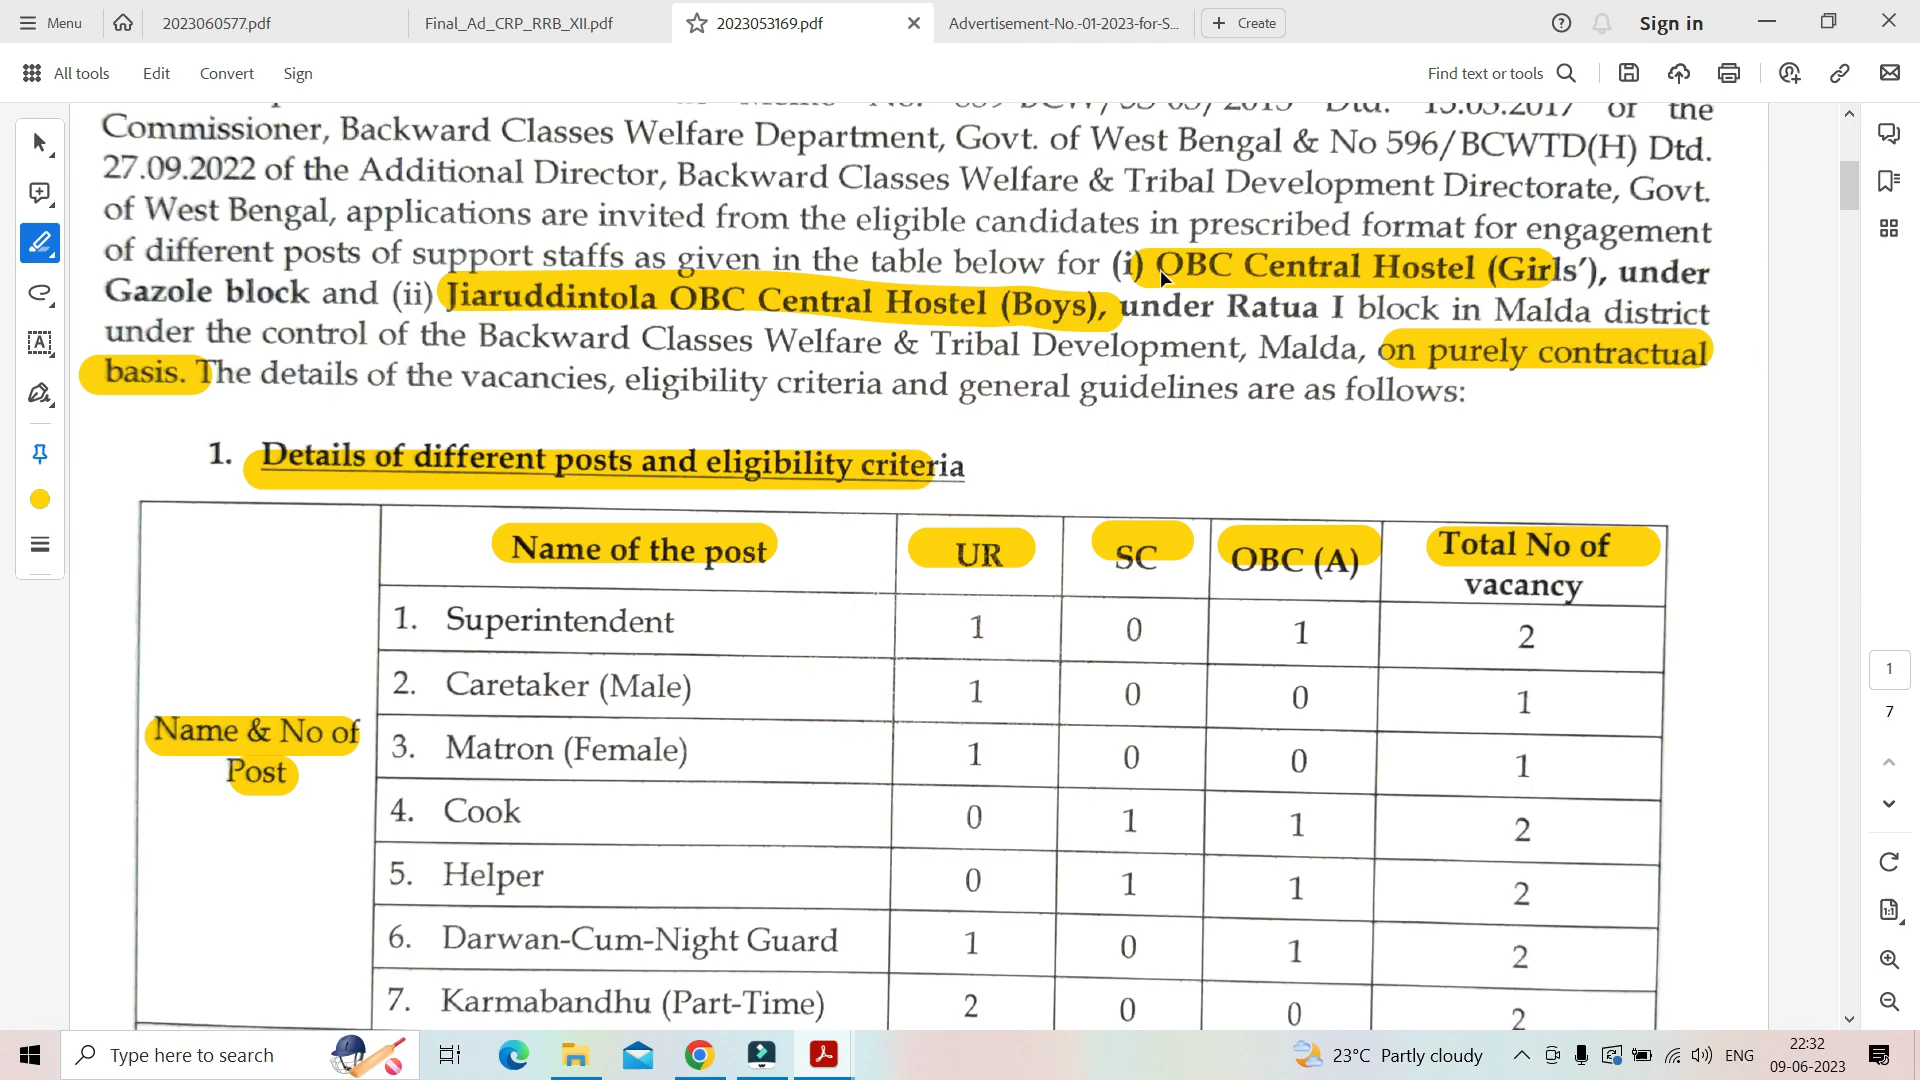 Menu
2023060577.pdf
Final_Ad_CRP_RRB_XII.pdf
2023053169.pdf
Advertisement-No.-01-2023-for-S...
Create
Sign in
All tools
Edit
Convert
Sign
Find text or tools
15.05.2017 of the
Commissioner, Backward Classes Welfare Department, Govt. of West Bengal & No 596/BCWTD(H) Dtd.
27.09.2022 of the Additional Director, Backward Classes Welfare & Tribal Development Directorate, Govt.
of West Bengal, applications are invited from the eligible candidates in prescribed format for engagement
of different posts of support staffs as given in the table below for (i) OBC Central Hostel (Girls'), under
Gazole block and (ii) Jiaruddintola OBC Central Hostel (Boys), under Ratua I block in Malda district
under the control of the Backward Classes Welfare & Tribal Development, Malda, on purely contractual
basis. The details of the vacancies, eligibility criteria and general guidelines are as follows:
1. Details of different posts and eligibility criteria
Name & No of
Post
Name of the post UR SC OBC (A) Total No of
vacancy
1. Superintendent 1 0 1 2
2. Caretaker (Male) 1 0 0 1
3. Matron (Female) 1 0 0 1
4. Cook 0 1 1 2
5. Helper 0 1 1 2
6. Darwan-Cum-Night Guard 1 0 1 2
7. Karmabandhu (Part-Time) 2 0 0 2
1
7
Type here to search
23°C Partly cloudy
ENG
22:32
09-06-2023